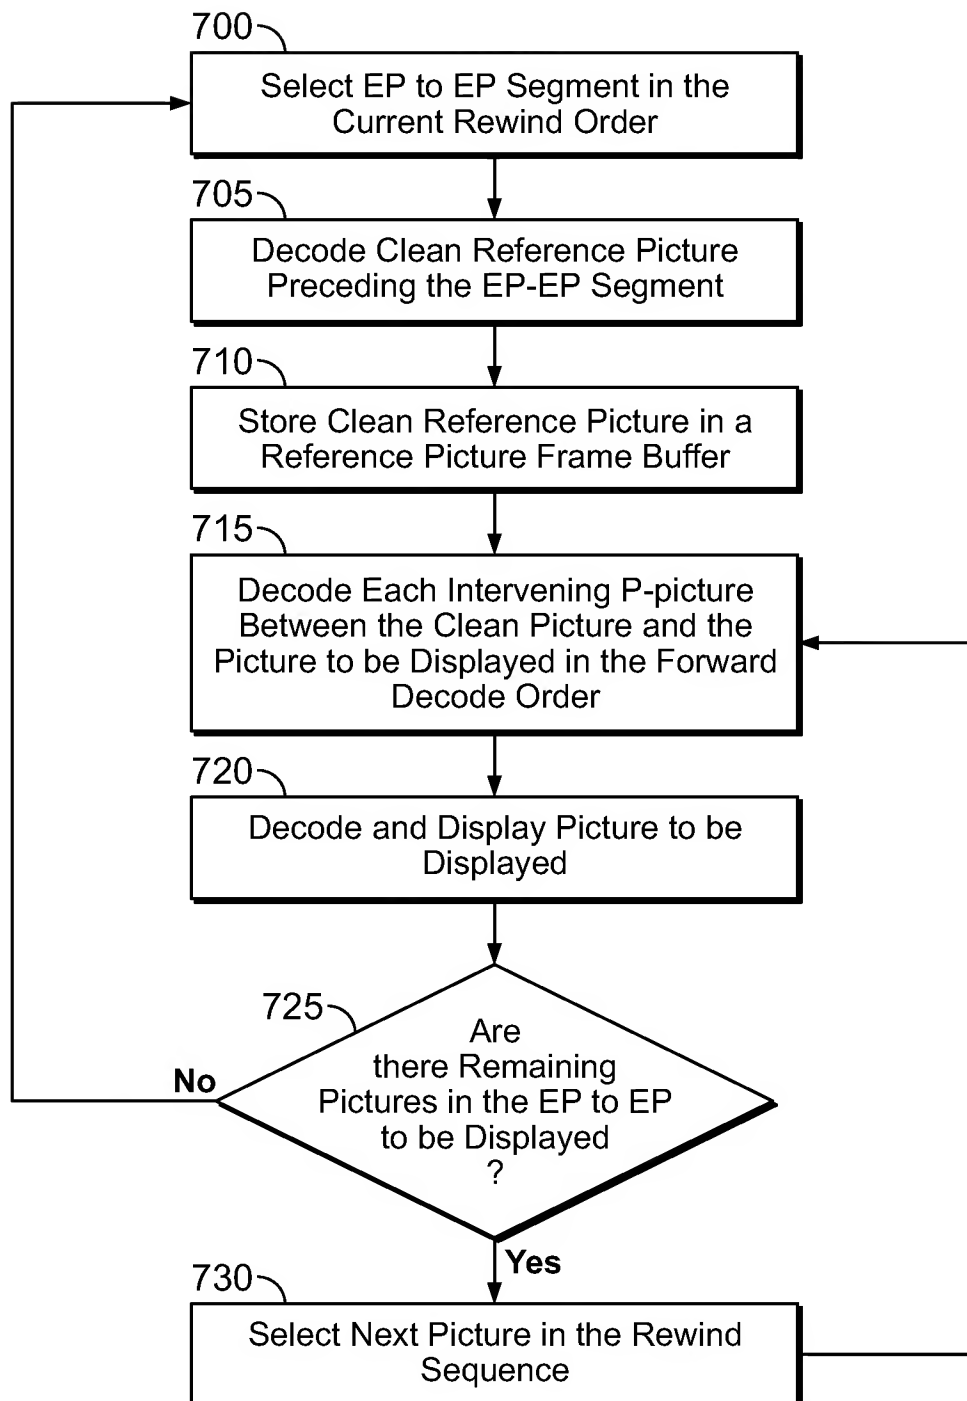 700
Select EP to EP Segment in the
Current Rewind Order
705
Decode Clean Reference Picture
Preceding the EP-EP Segment
710
Store Clean Reference Picture in a
Reference Picture Frame Buffer
715
Decode Each Intervening P-picture
Between the Clean Picture and the
Picture to be Displayed in the Forward
Decode Order
720
Decode and Display Picture to be
Displayed
725
Are
there Remaining
Pictures in the EP to EP
to be Displayed
?
No
Yes
730
Select Next Picture in the Rewind
Sequence